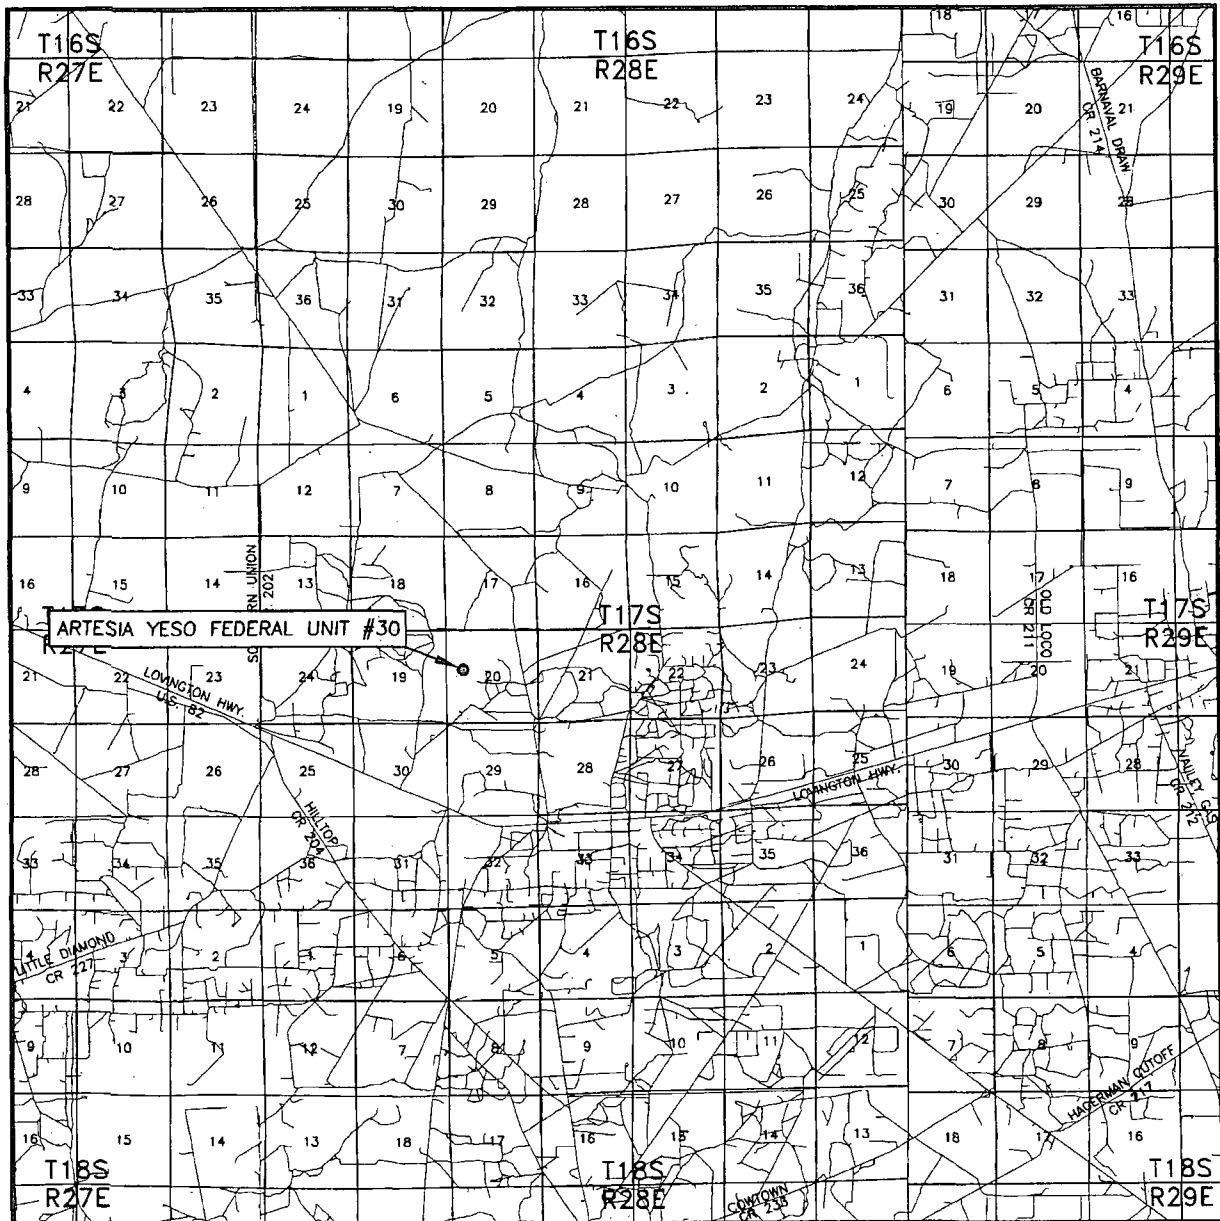 18 17 16
T16S T16S T16S
R27E R28E R29E
21 22 23 24 19 20 21 22 23 24 19 20 21
BARNAVAL DRAW
CR 214
28 27 26 25 30 29 28 27 26 25 30 29 28
33 34 35 36 31 32 33 34 35 36 31 32 33
4 3 2 1 6 5 4 3 2 1 6 5 4
9 10 11 12 7 8 9 10 11 12 7 8 9
16 15 14 13 18 17 16 15 14 13 18 17 16
RN UNION
202
OLD LOCO
CR 211
T17S T17S
R28E R29E
ARTESIA YESO FEDERAL UNIT #30
R27E
21 22 23 24 19 20 21 22 23 24 19 20 21
LOVINGTON HWY.
U.S. 82
28 27 26 25 30 29 28 27 26 25 30 29 28
LOVINGTON HWY.
CR 212
HILLTOP
CR 204
33 34 35 36 31 32 33 34 35 36 31 32 33
LITTLE DIAMOND
CR 227
4 3 2 1 6 5 4 3 2 1 6 5 4
9 10 11 12 7 8 9 10 11 12 7 8 9
HAGERMAN CUTOFF
CR 217
16 15 14 13 18 17 16 15 14 13 18 17 16
T18S T18S T18S
R27E R28E R29E
COWTOWN
CR 235